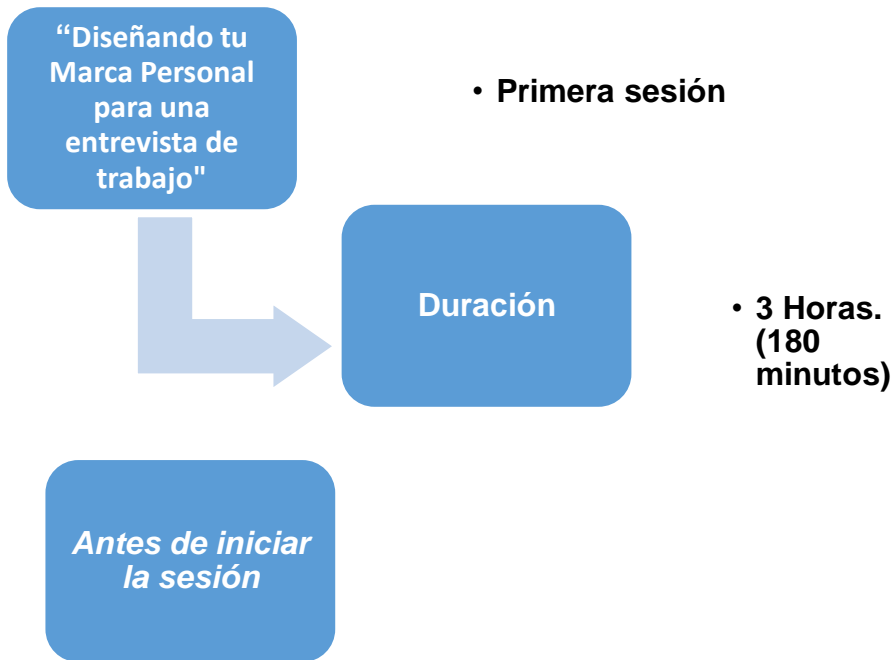 “Diseñando tu
Marca Personal
para una
entrevista de
trabajo"
• Primera sesión
Duración
• 3 Horas.
(180
minutos)
Antes de iniciar
la sesión